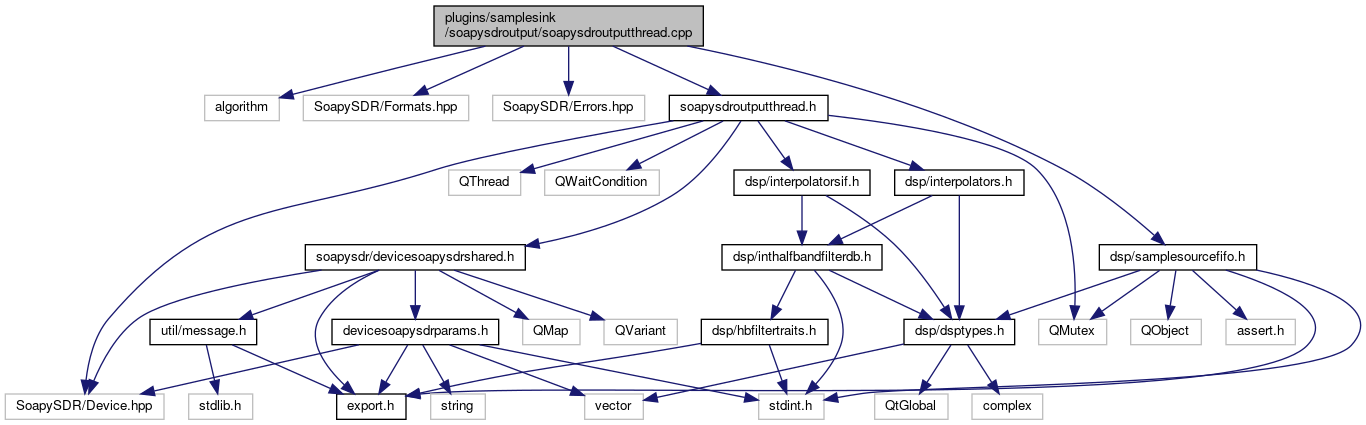 plugins/samplesink
/soapysdroutput/soapysdroutputthread.cpp
algorithm
SoapySDR/Formats.hpp
SoapySDR/Errors.hpp
soapysdroutputthread.h
QThread
QWaitCondition
dsp/interpolatorsif.h
dsp/interpolators.h
soapysdr/devicesoapysdrshared.h
dsp/inthalfbandfilterdb.h
dsp/samplesourcefifo.h
util/message.h
devicesoapysdrparams.h
QMap
QVariant
dsp/hbfiltertraits.h
dsp/dsptypes.h
QMutex
QObject
assert.h
SoapySDR/Device.hpp
stdlib.h
export.h
string
vector
stdint.h
QtGlobal
complex